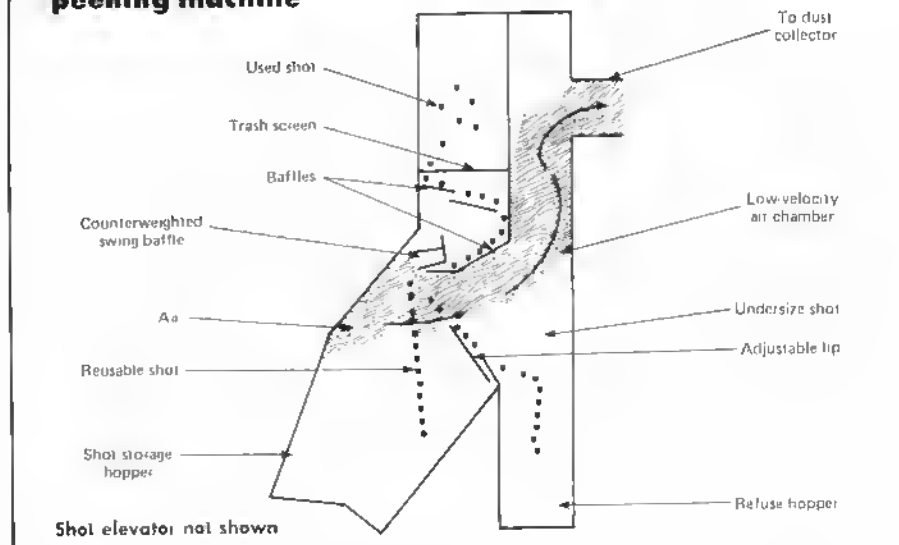 peening machine
To dust
collector
Used shot
Trash screen
Baffles
Low-velocity
air chamber
Counterweighted
swing baffle
Undersize shot
Adjustable lip
Reusable shot
Shot storage
hopper
Refuse hopper
Shot elevator not shown